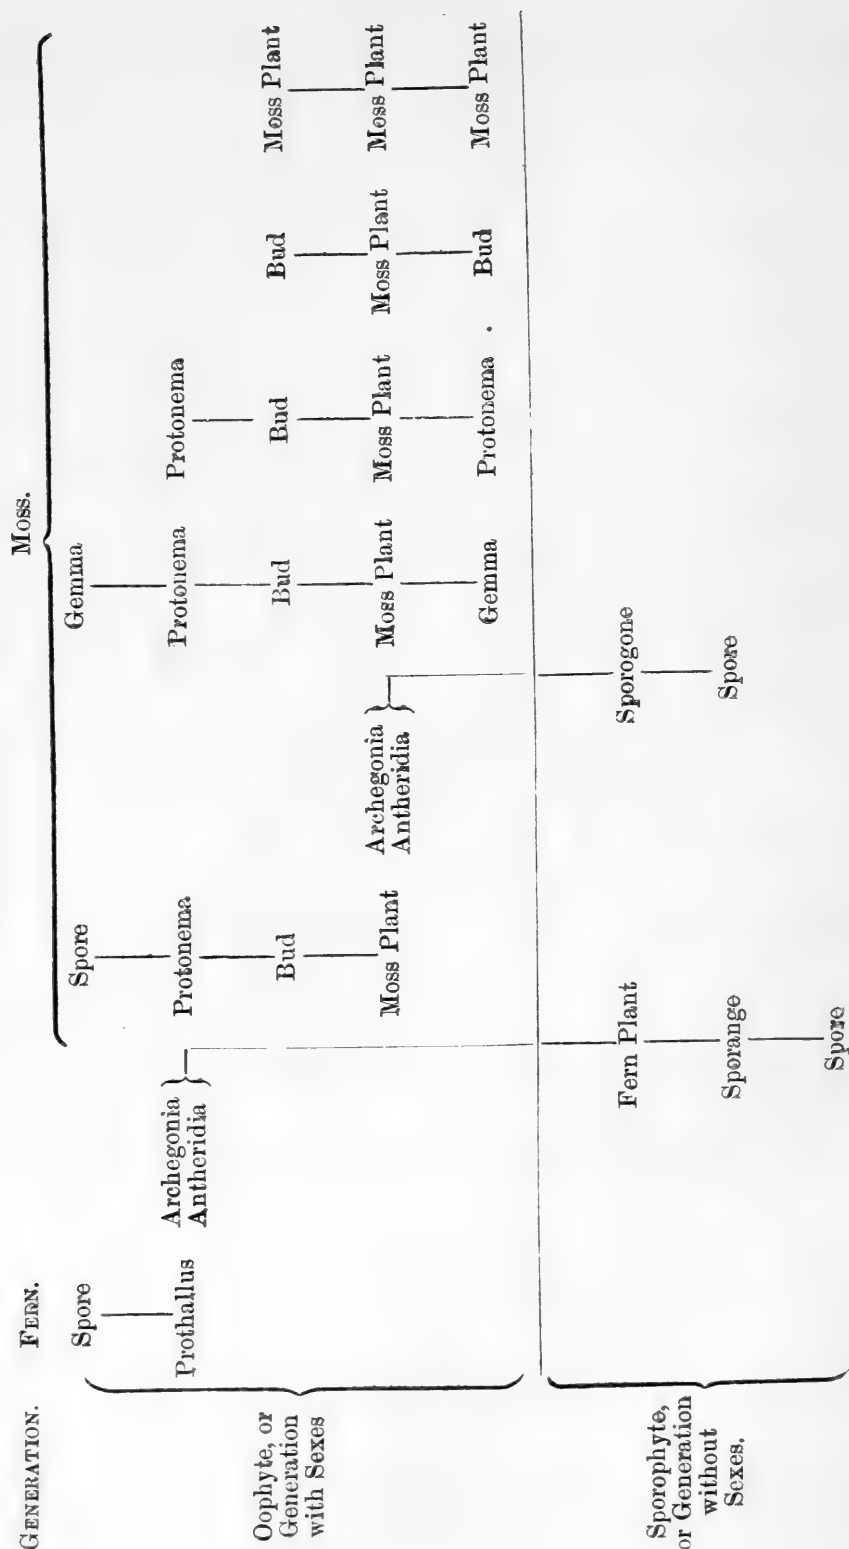 GENERATION. FERN. MOSS.
Spore Spore Gemma
Prothallus Archegonia Antheridia Protonema Protonema Protonema
Oophyte, or
Generation
with Sexes
Bud Bud Bud Bud Moss Plant
Moss Plant Archegonia Antheridia Moss Plant Moss Plant Moss Plant Moss Plant
Gemma Protonema. Bud Moss Plant
Sporophyte,
or Generation
without
Sexes.
Fern Plant Sporogone
Sporange Spore
Spore